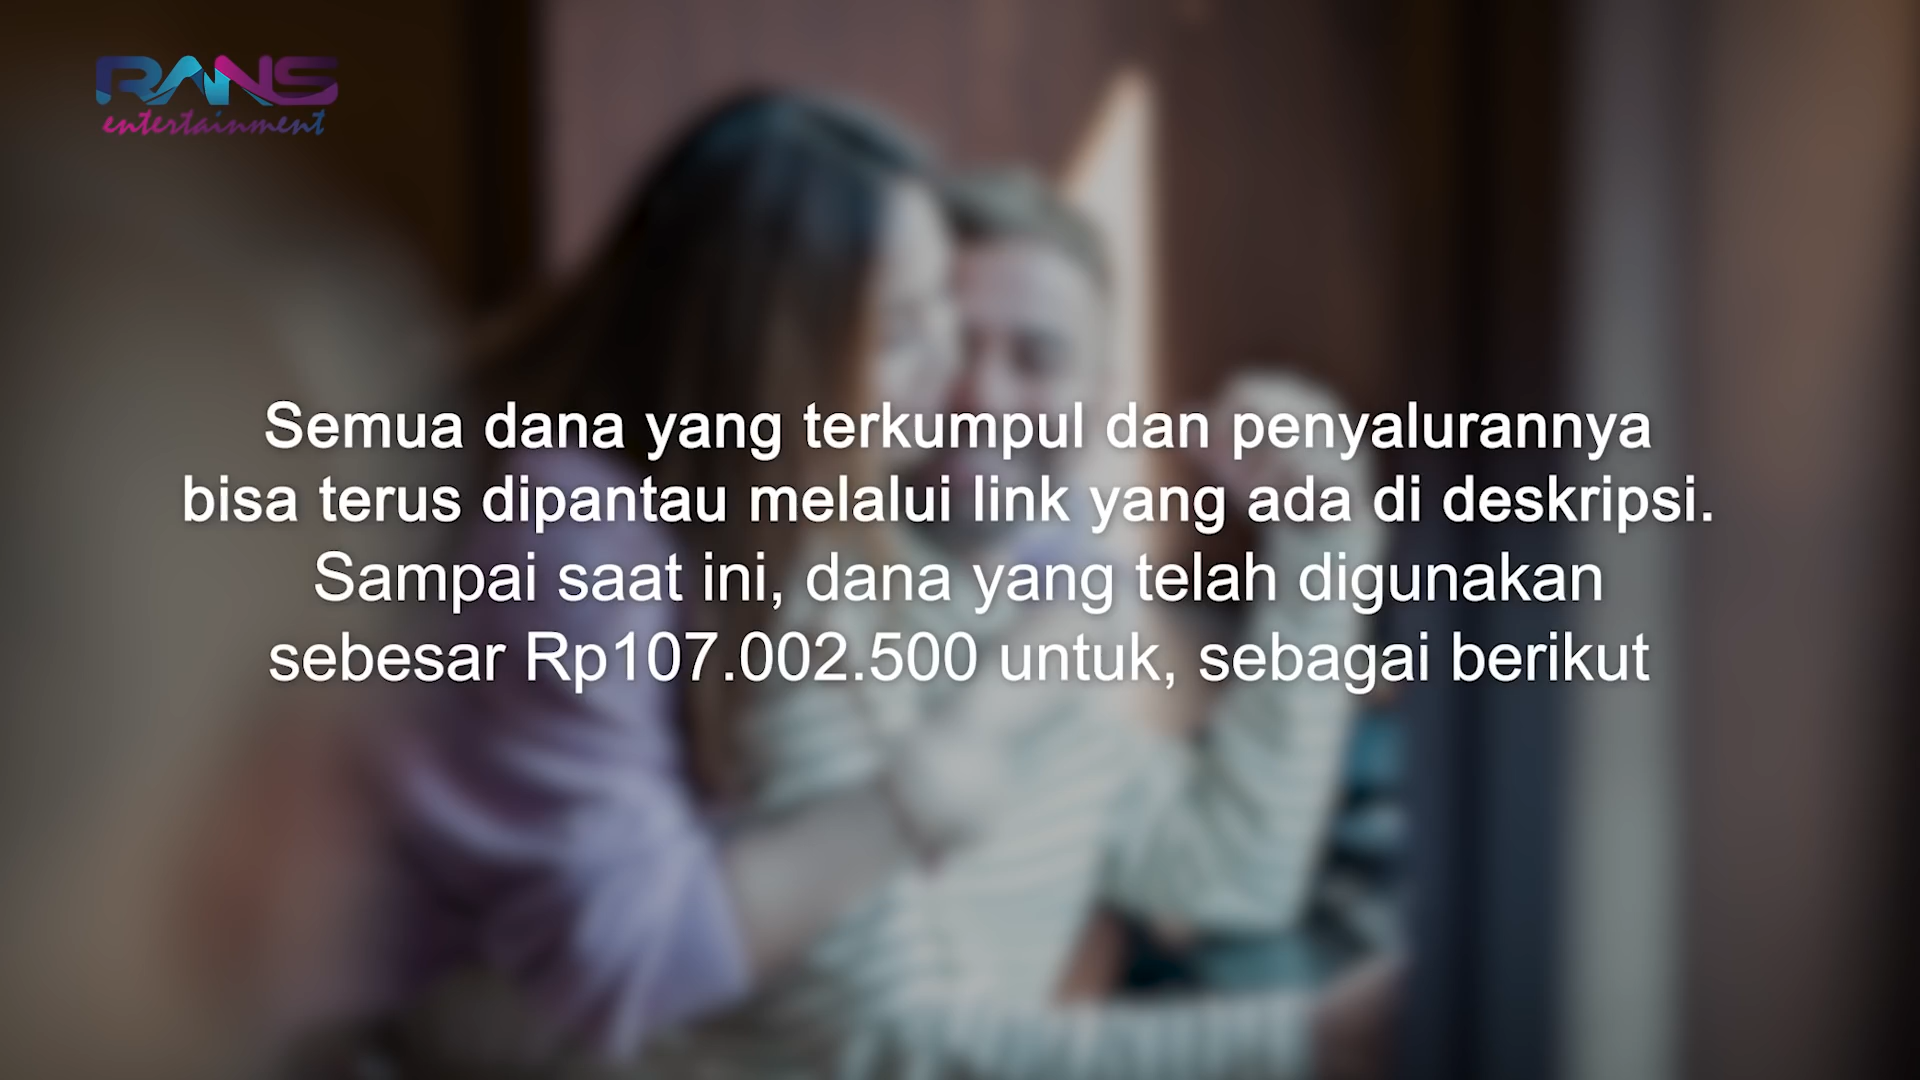 RANS
entertainment
Semua dana yang terkumpul dan penyalurannya
bisa terus dipantau melalui link yang ada di deskripsi.
Sampai saat ini, dana yang telah digunakan
sebesar Rp107.002.500 untuk, sebagai berikut